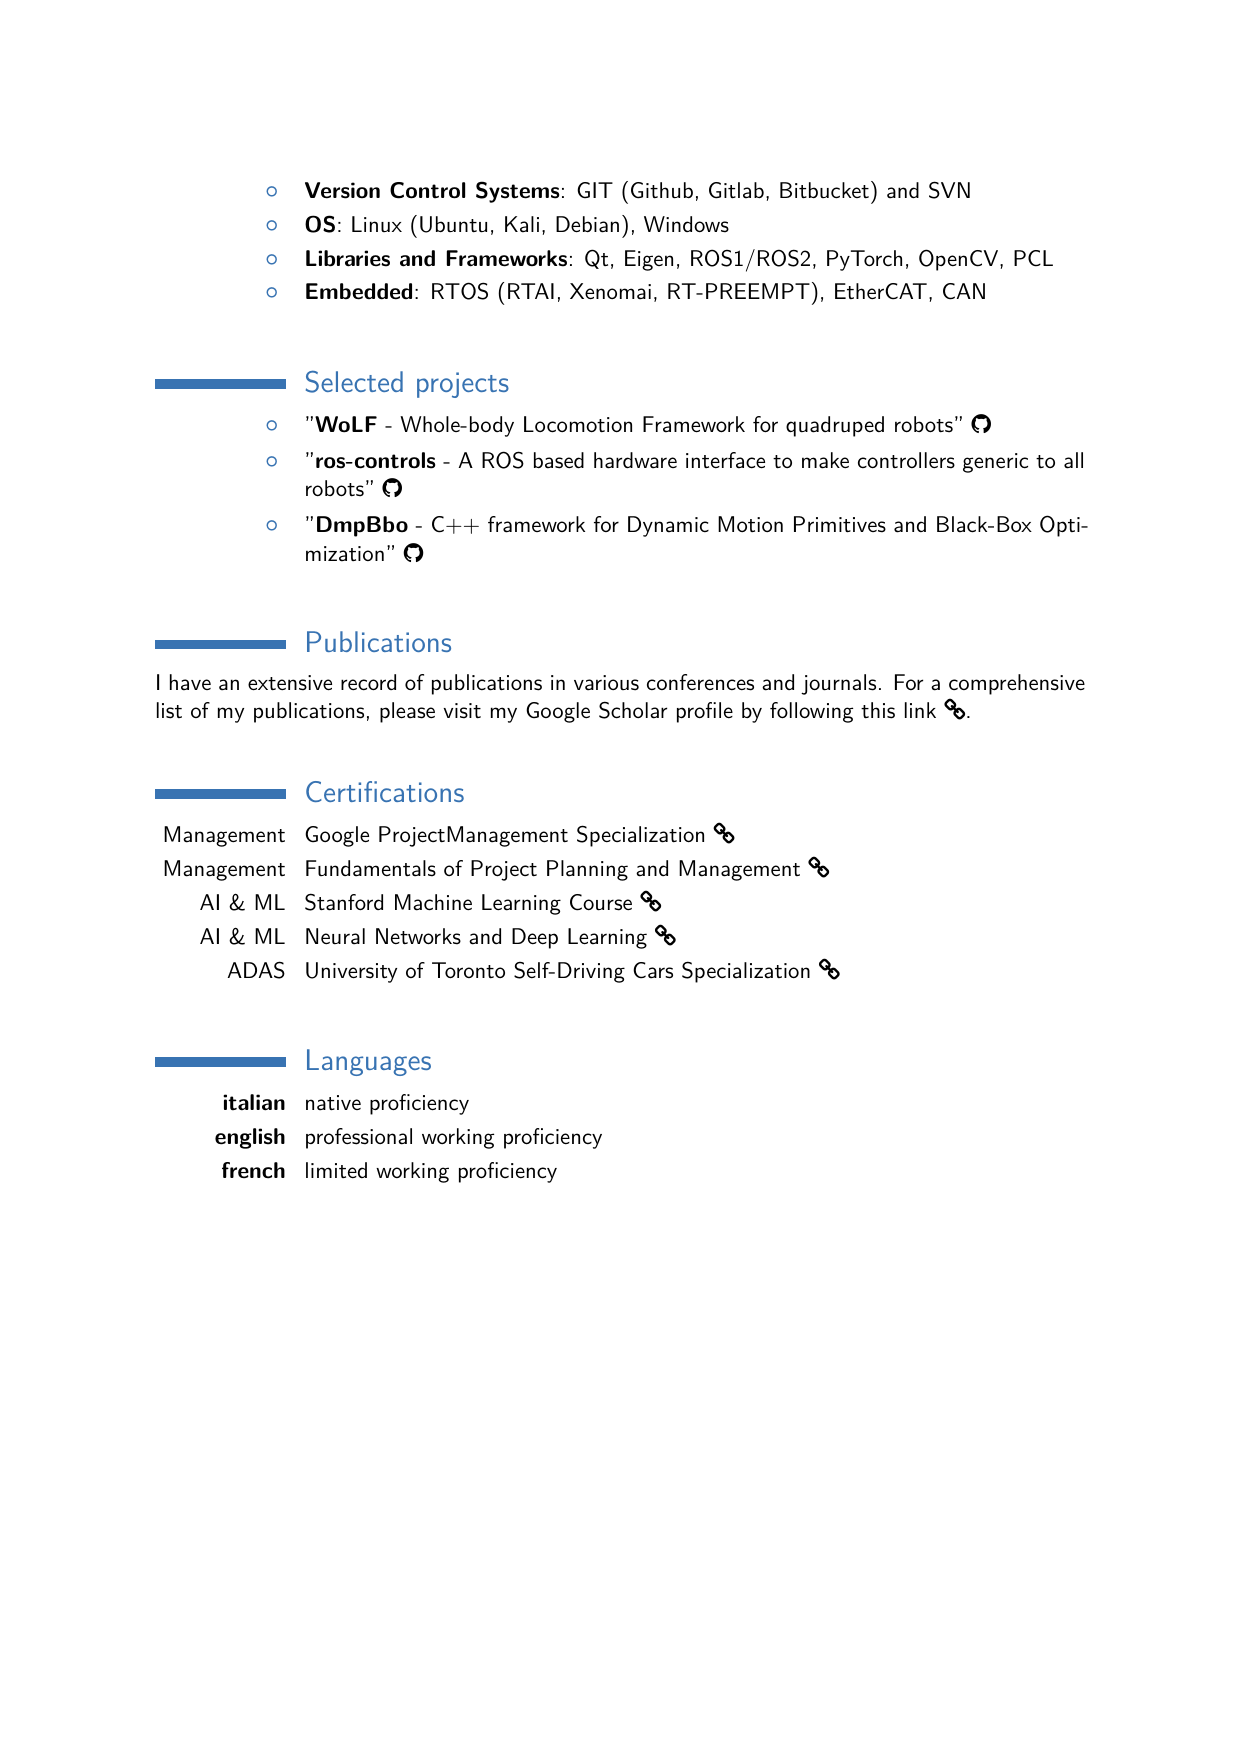 Version Control Systems: GIT (Github, Gitlab, Bitbucket) and SVN
OS: Linux (Ubuntu, Kali, Debian), Windows
Libraries and Frameworks: Qt, Eigen, ROS1/ROS2, PyTorch, OpenCV, PCL
Embedded: RTOS (RTAI, Xenomai, RT-PREEMPT), EtherCAT, CAN
Selected projects
”WoLF - Whole-body Locomotion Framework for quadruped robots”
”ros-controls - A ROS based hardware interface to make controllers generic to all
robots”
”DmpBbo - C++ framework for Dynamic Motion Primitives and Black-Box Opti-
mization”
Publications
I have an extensive record of publications in various conferences and journals. For a comprehensive
list of my publications, please visit my Google Scholar profile by following this link .
Certifications
Management Google ProjectManagement Specialization
Management Fundamentals of Project Planning and Management
AI & ML Stanford Machine Learning Course
AI & ML Neural Networks and Deep Learning
ADAS University of Toronto Self-Driving Cars Specialization
Languages
italian native proficiency
english professional working proficiency
french limited working proficiency